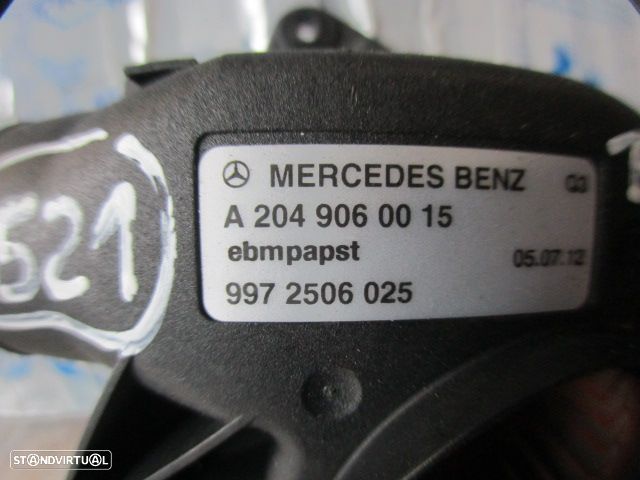 MERCEDES BENZ G3
A 204 906 00 15
ebmpapst 05.07.12
997 2506 025
521
STANDVIRTUAL